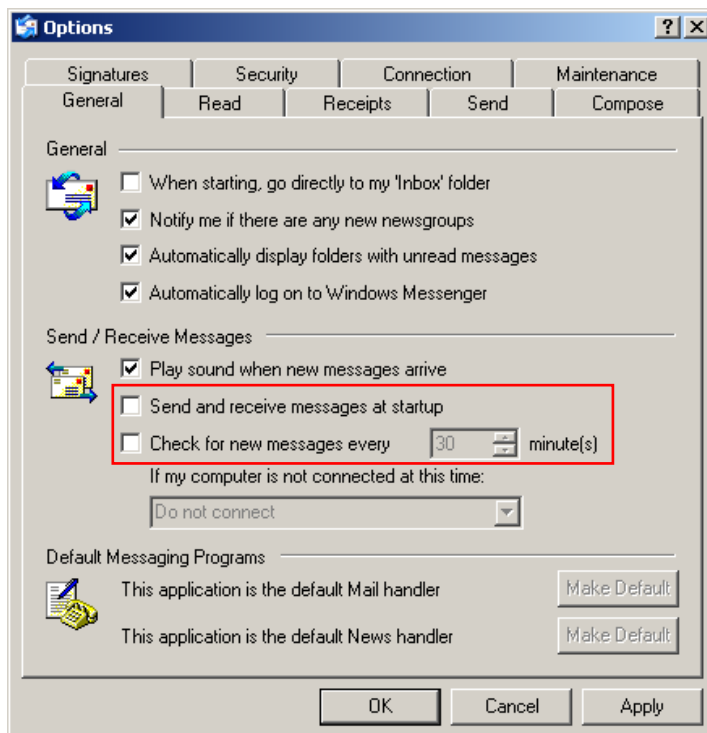 Options
Signatures Security Connection Maintenance
General Read Receipts Send Compose
General
When starting, go directly to my 'Inbox' folder
Notify me if there are any new newsgroups
Automatically display folders with unread messages
Automatically log on to Windows Messenger
Send / Receive Messages
Play sound when new messages arrive
Send and receive messages at startup
Check for new messages every 30 minute(s)
If my computer is not connected at this time:
Do not connect
Default Messaging Programs
This application is the default Mail handler Make Default
This application is the default News handler Make Default
OK Cancel Apply